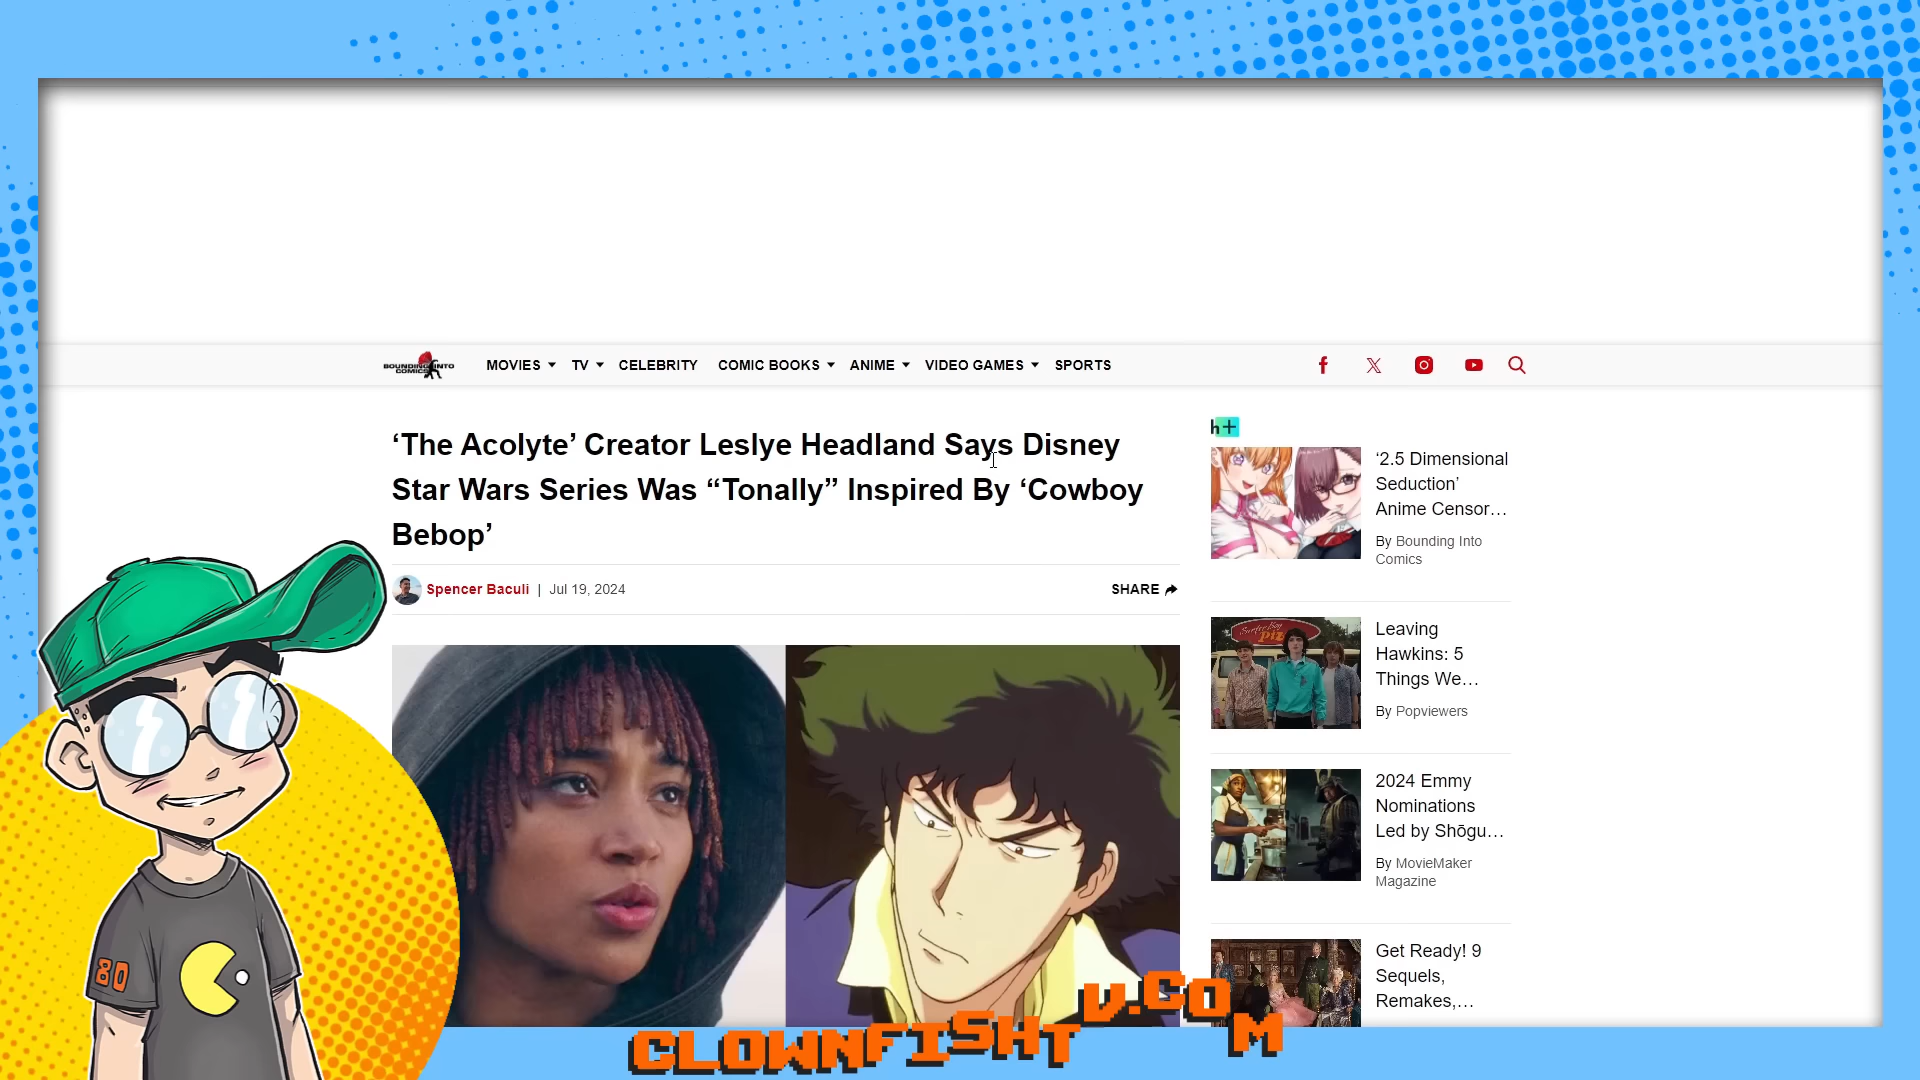 BOUNDING INTO
COMICS
MOVIES TV CELEBRITY COMIC BOOKS ANIME VIDEO GAMES SPORTS
‘The Acolyte’ Creator Leslye Headland Says Disney
Star Wars Series Was “Tonally” Inspired By ‘Cowboy
Bebop’
Spencer Baculi | Jul 19, 2024
SHARE
h+
‘2.5 Dimensional
Seduction’
Anime Censor…
By Bounding Into
Comics
Leaving
Hawkins: 5
Things We…
By Popviewers
2024 Emmy
Nominations
Led by Shōgu…
By MovieMaker
Magazine
Get Ready! 9
Sequels,
Remakes,…
80
CLOWNFISHTV.COM